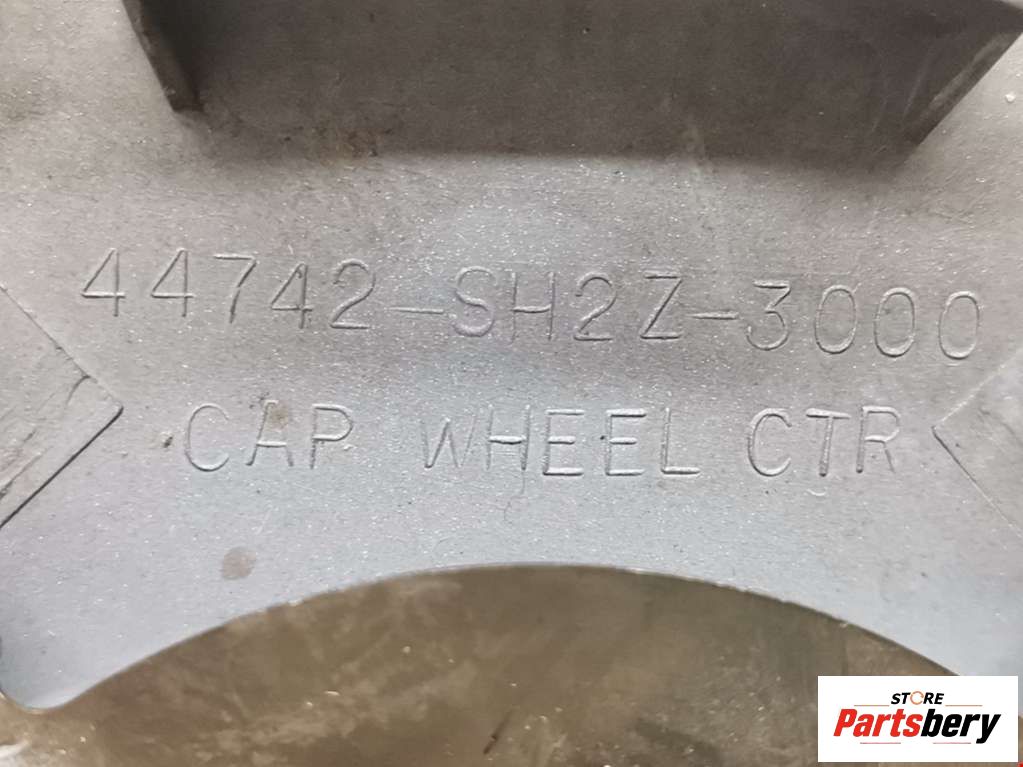 44742-SH2Z-3000
CAP WHEEL CTR
STORE
Partsbery